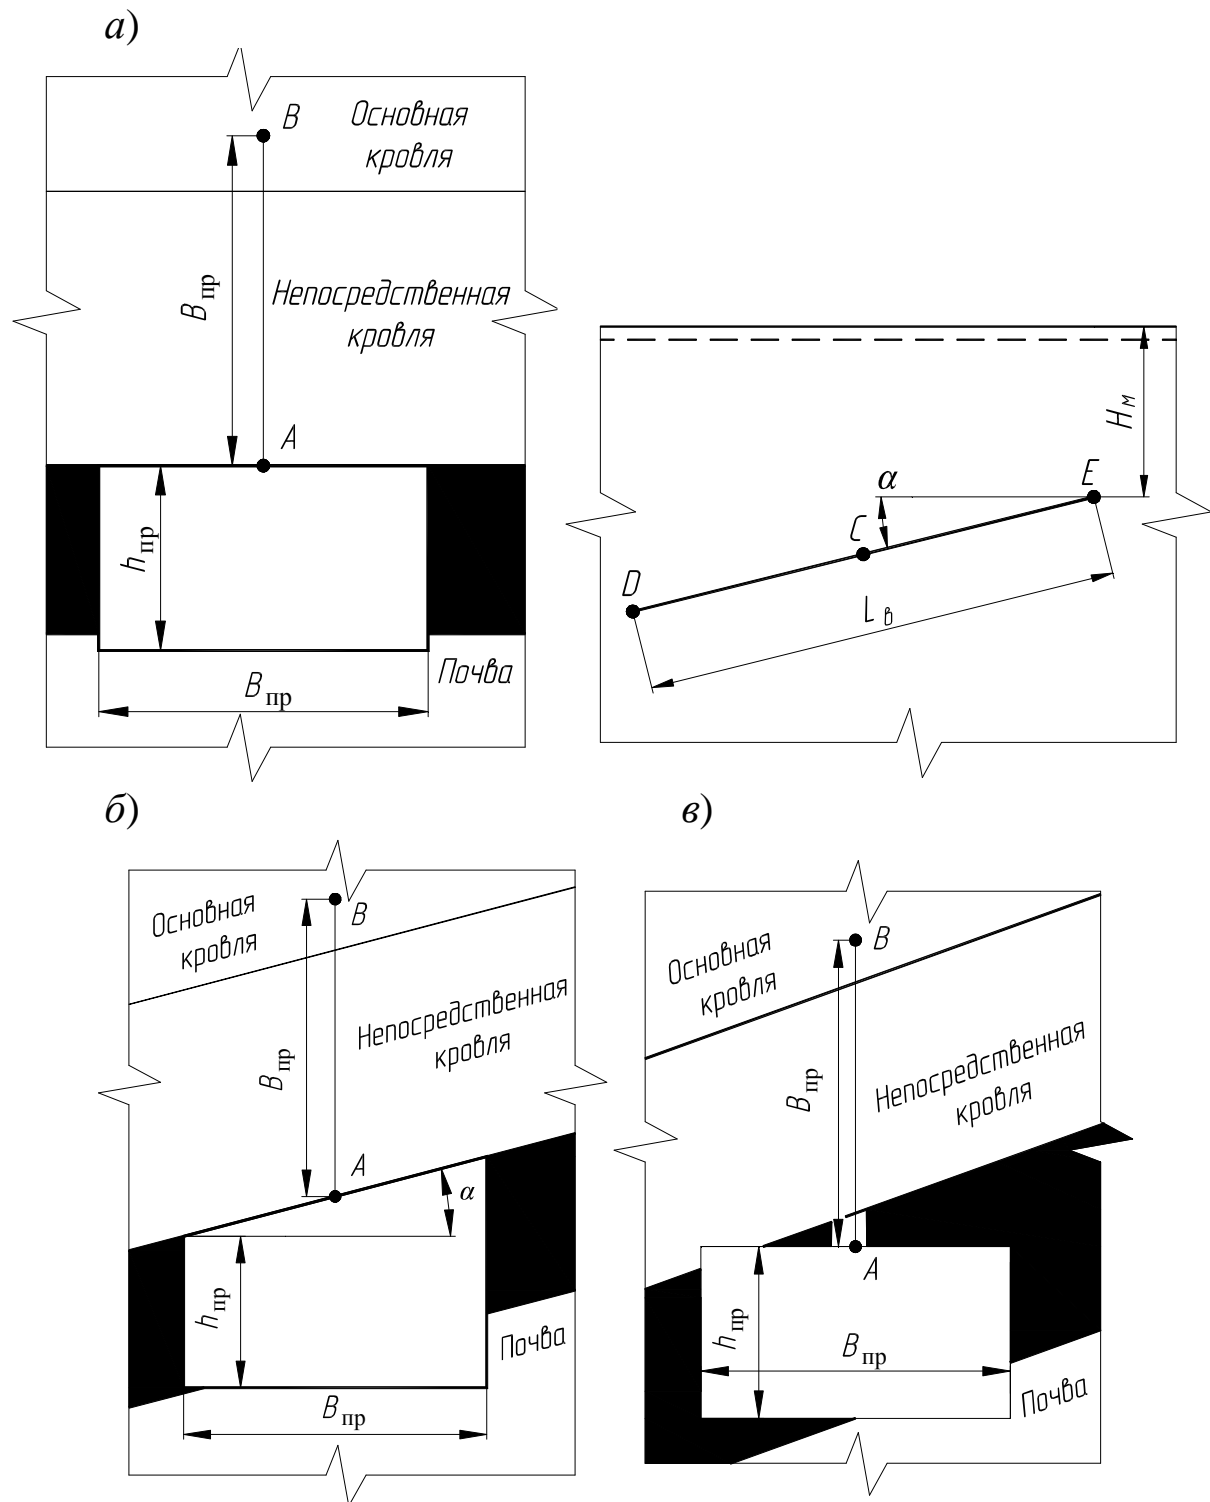 а)
B
Основная
кровля
Bпр
Непосредственная
кровля
A
hпр
Почва
Bпр
Hм
α
E
C
D
Lв
б)
Основная
кровля
B
Bпр
Непосредственная
кровля
A
α
hпр
Почва
Bпр
в)
Основная
кровля
B
Bпр
Непосредственная
кровля
A
hпр
Bпр
Почва